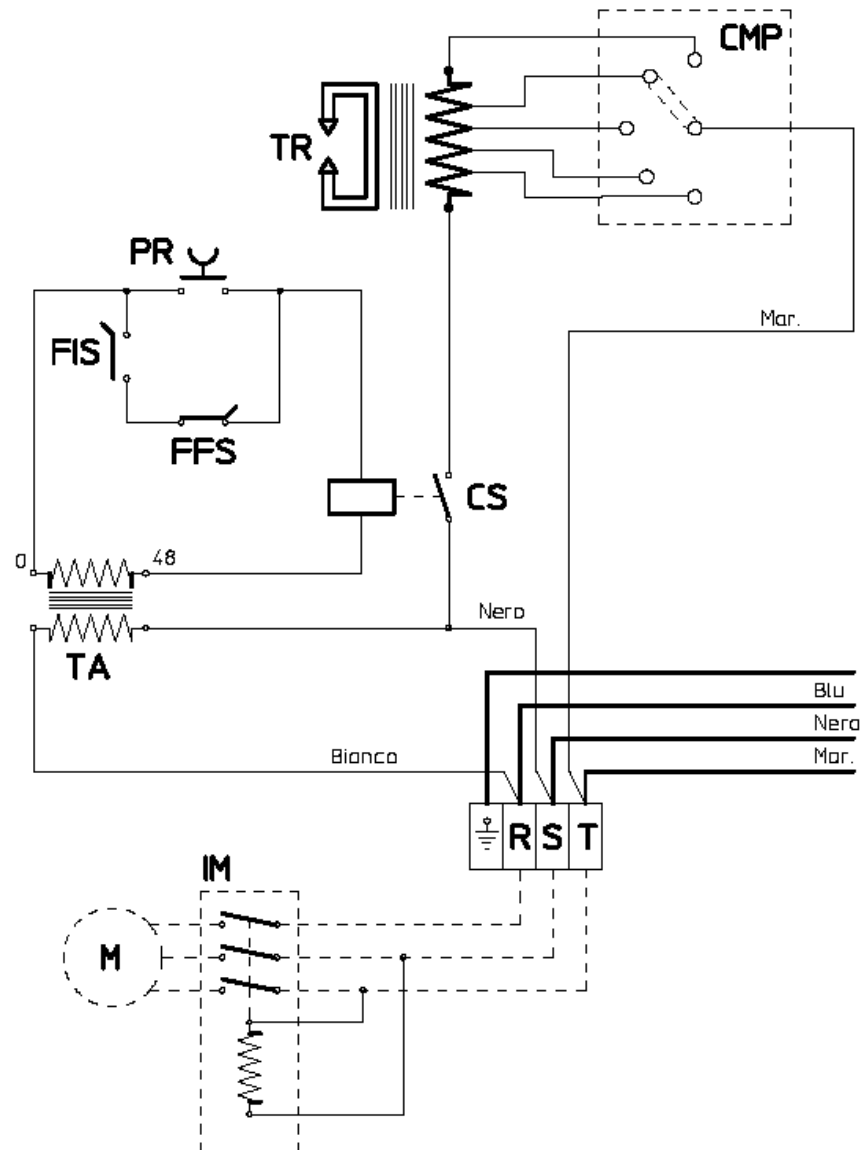 CMP
TR
PR
Mar.
FIS
FFS
CS
0
48
Nero
TA
Blu
Nero
Bianco
Mar.
R S T
IM
M